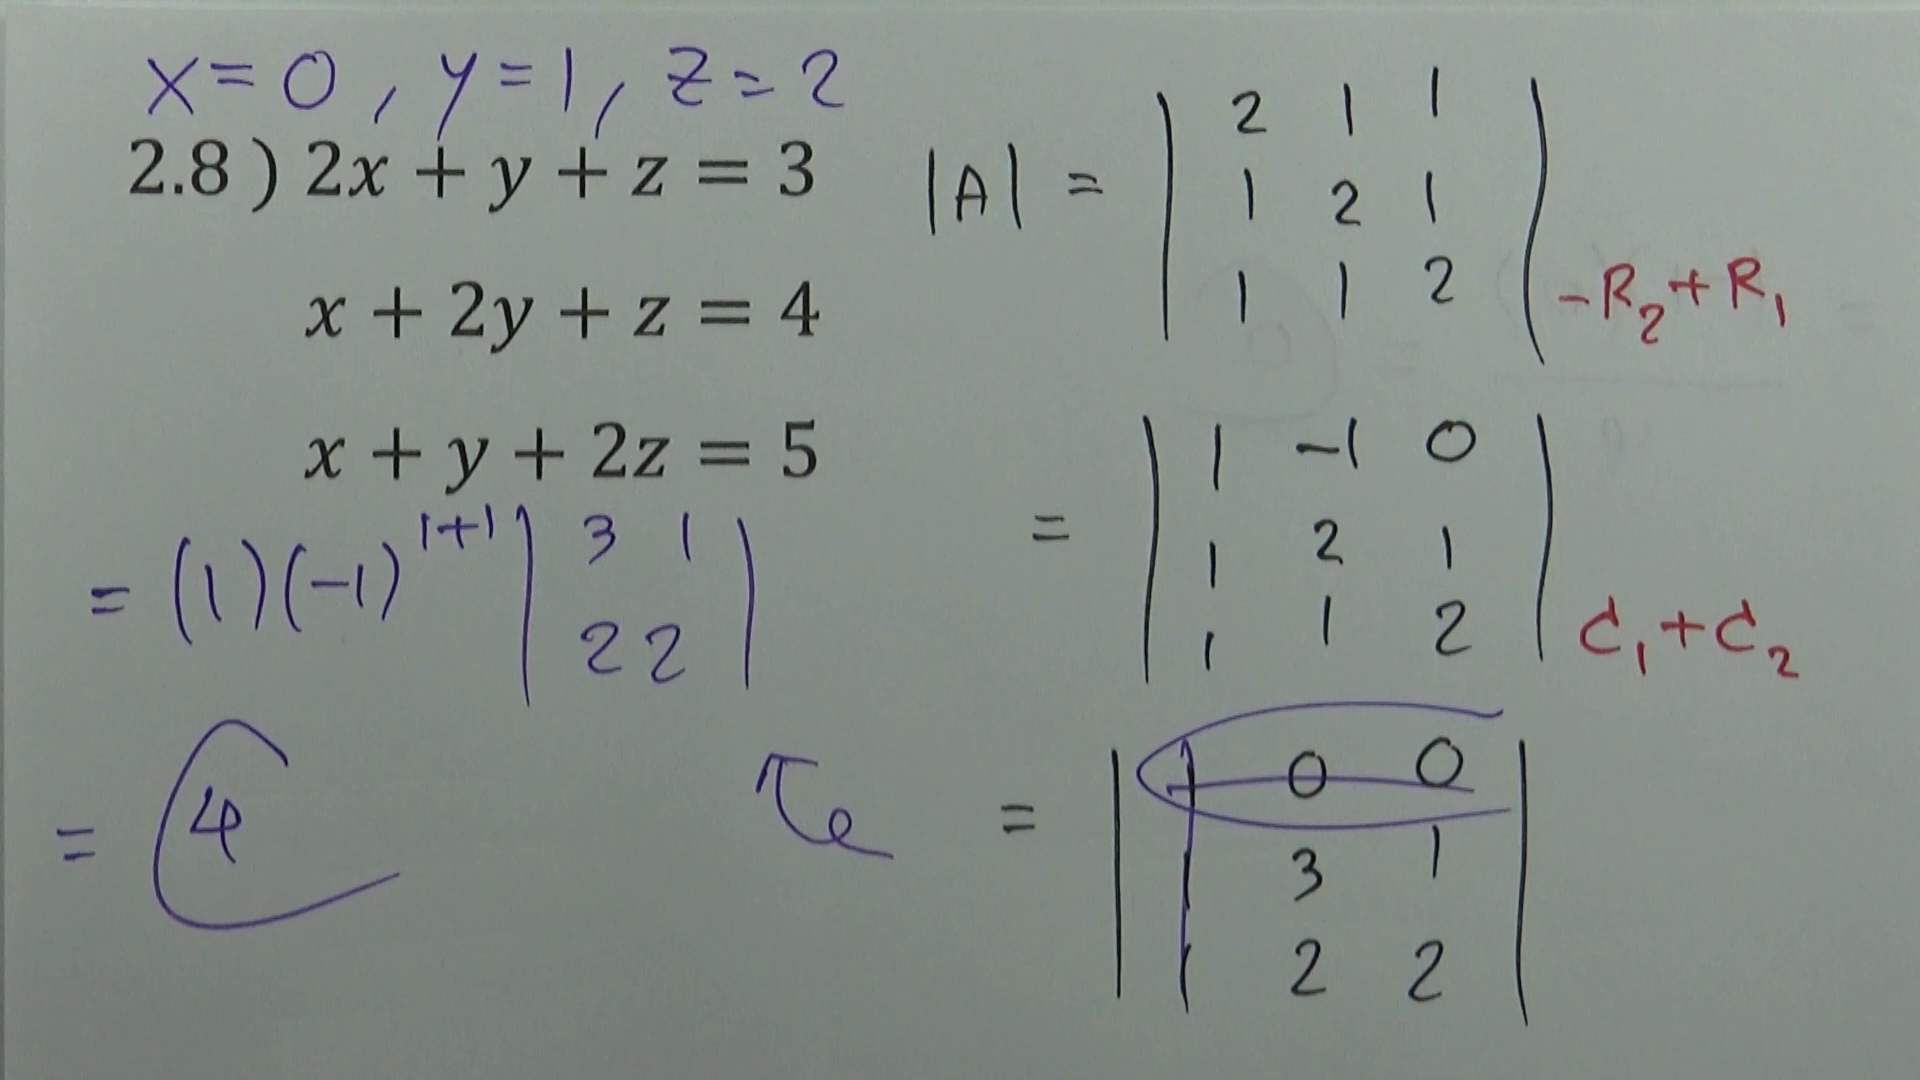 x=0, y=1, z=2
2.8) 2x + y + z = 3
x + 2y + z = 4
x + y + 2z = 5
= (1)(-1)^{1+1} | 3 1 |
| 2 2 |
= 4
|A| = | 2 1 1 |
| 1 2 1 |
| 1 1 2 | -R₂+R₁
= | 1 -1 0 |
| 1 2 1 |
| 1 1 2 | C₁+C₂
= | 1 0 0 |
| 1 3 1 |
| 1 2 2 |